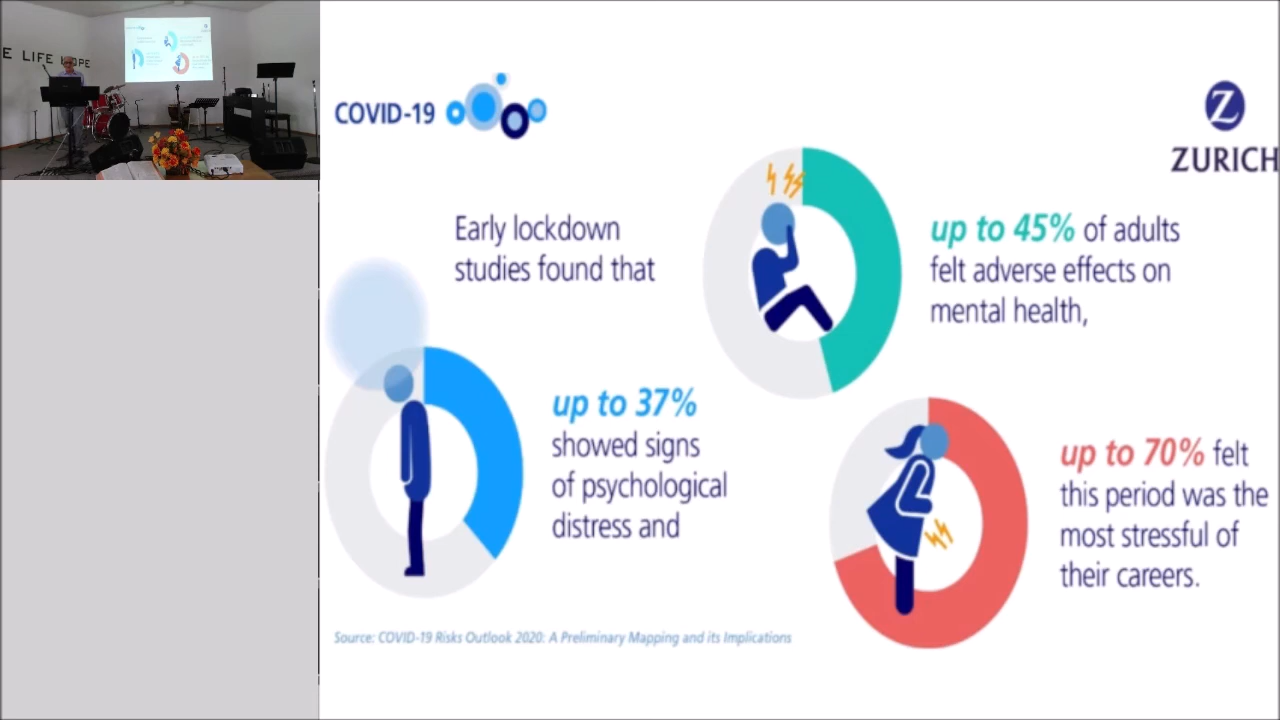 E LIFE
COVID-19
Z
ZURICH
Early lockdown
studies found that
up to 45% of adults
felt adverse effects on
mental health,
up to 37%
showed signs
of psychological
distress and
up to 70% felt
this period was the
most stressful of
their careers.
Source: COVID-19 Risks Outlook 2020: A Preliminary Mapping and its Implications